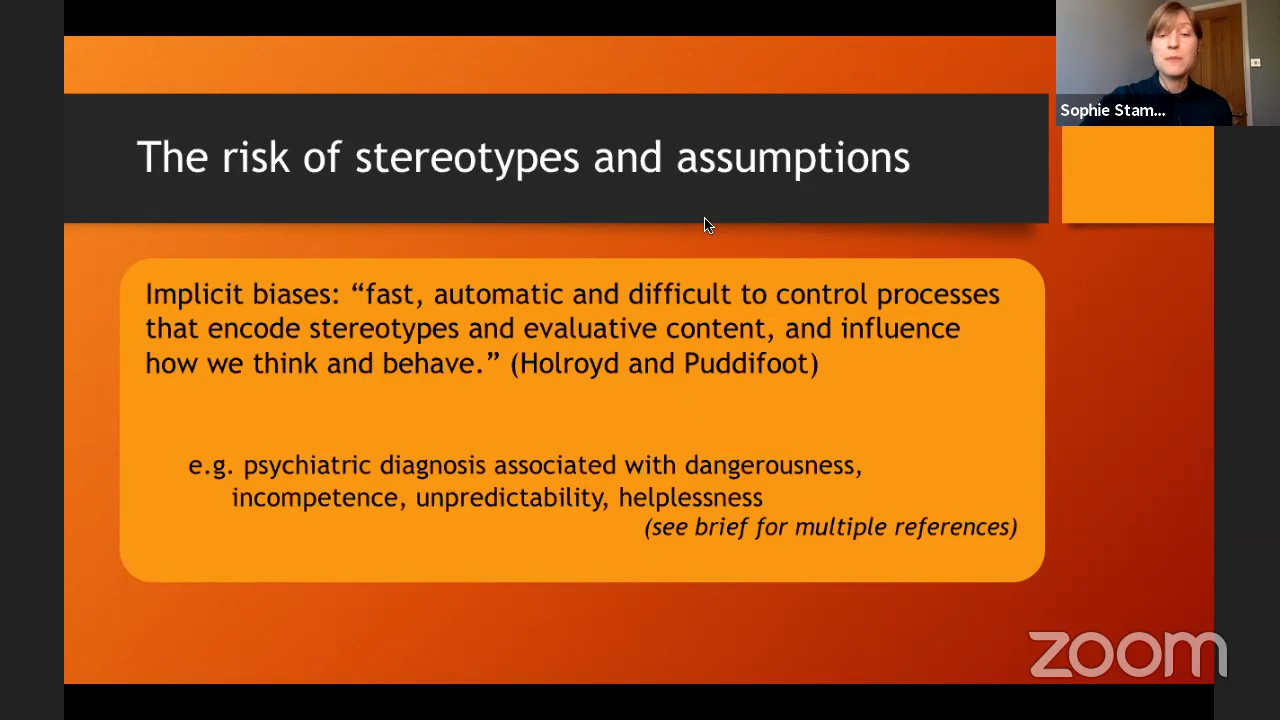 Sophie Stam...
The risk of stereotypes and assumptions
Implicit biases: “fast, automatic and difficult to control processes
that encode stereotypes and evaluative content, and influence
how we think and behave.” (Holroyd and Puddifoot)
e.g. psychiatric diagnosis associated with dangerousness,
incompetence, unpredictability, helplessness
(see brief for multiple references)
zoom